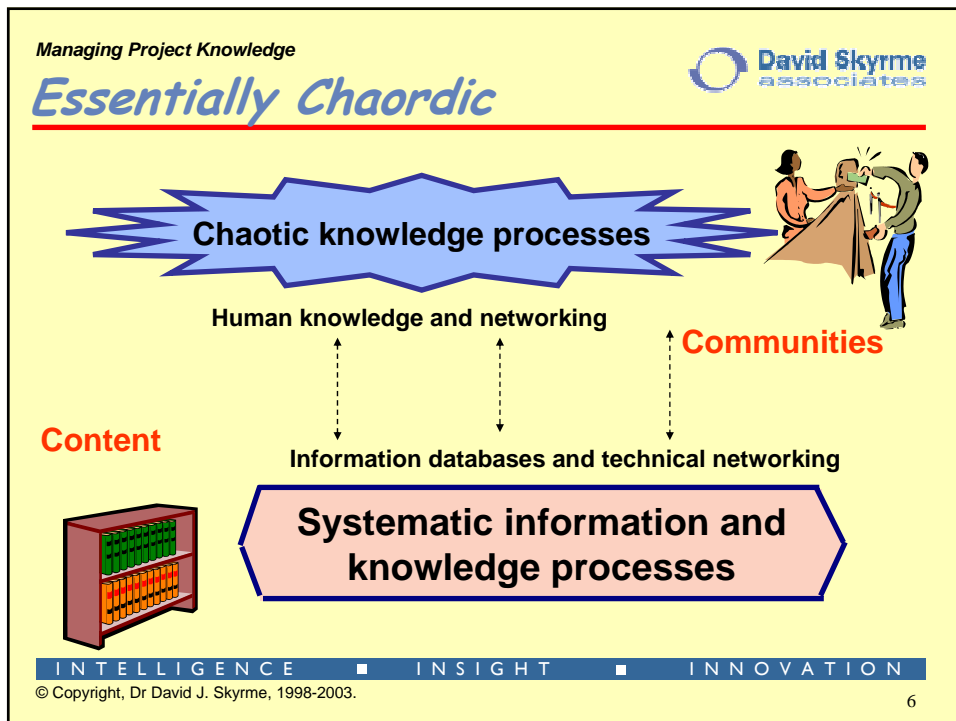 Managing Project Knowledge
David Skyrme
associates
Essentially Chaordic
Chaotic knowledge processes
Human knowledge and networking
Communities
Content
Information databases and technical networking
Systematic information and
knowledge processes
INTELLIGENCE ■ INSIGHT ■ INNOVATION
© Copyright, Dr David J. Skyrme, 1998-2003.
6